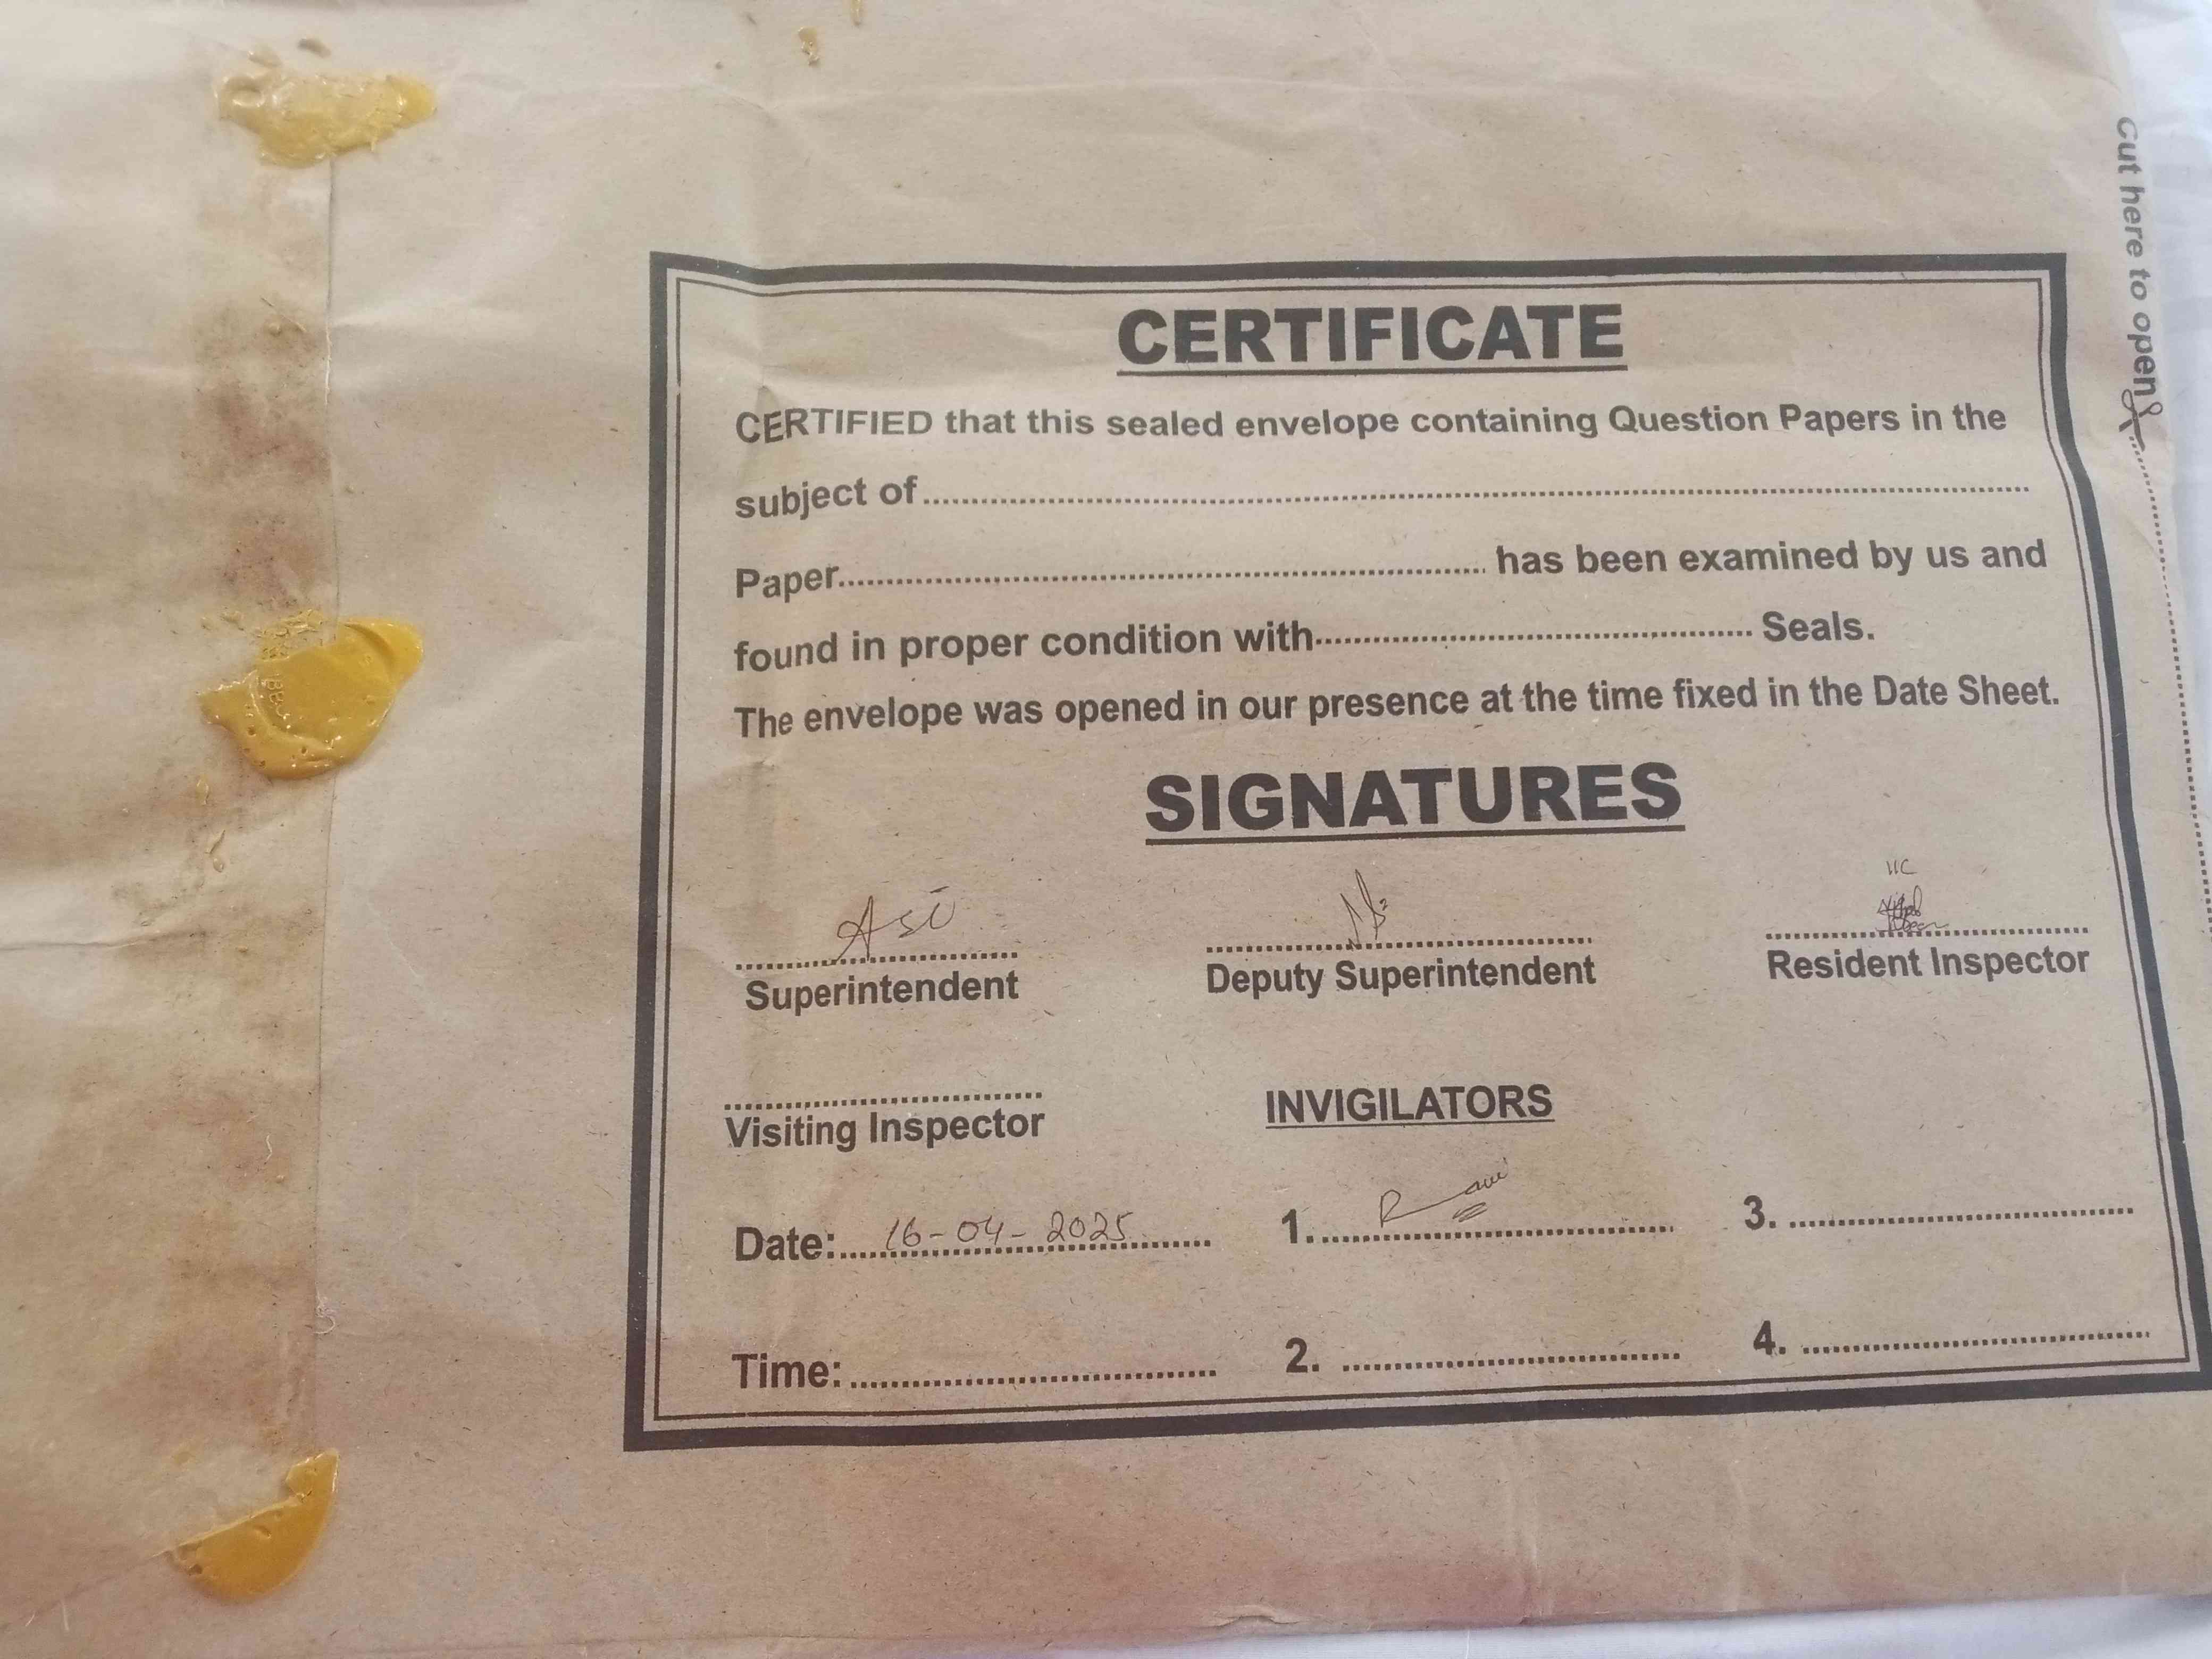 Cut here to open
CERTIFICATE
CERTIFIED that this sealed envelope containing Question Papers in the
subject of
Paper has been examined by us and
found in proper condition with Seals.
The envelope was opened in our presence at the time fixed in the Date Sheet.
SIGNATURES
Asi
IIC
Superintendent Deputy Superintendent Resident Inspector
Visiting Inspector INVIGILATORS
Date: 16-04-2025 1. Ravi 3.
Time: 2. 4.